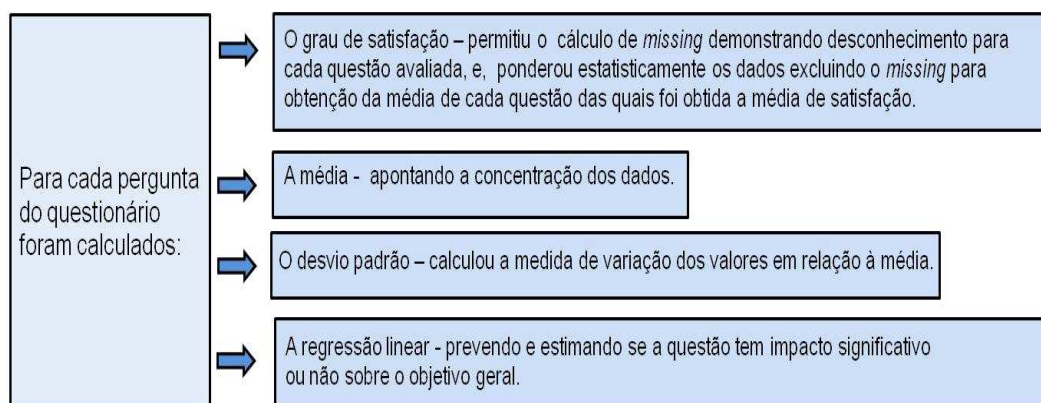 Para cada pergunta
do questionário
foram calculados:
O grau de satisfação – permitiu o cálculo de missing demonstrando desconhecimento para
cada questão avaliada, e, ponderou estatisticamente os dados excluindo o missing para
obtenção da média de cada questão das quais foi obtida a média de satisfação.
A média - apontando a concentração dos dados.
O desvio padrão – calculou a medida de variação dos valores em relação à média.
A regressão linear - prevendo e estimando se a questão tem impacto significativo
ou não sobre o objetivo geral.